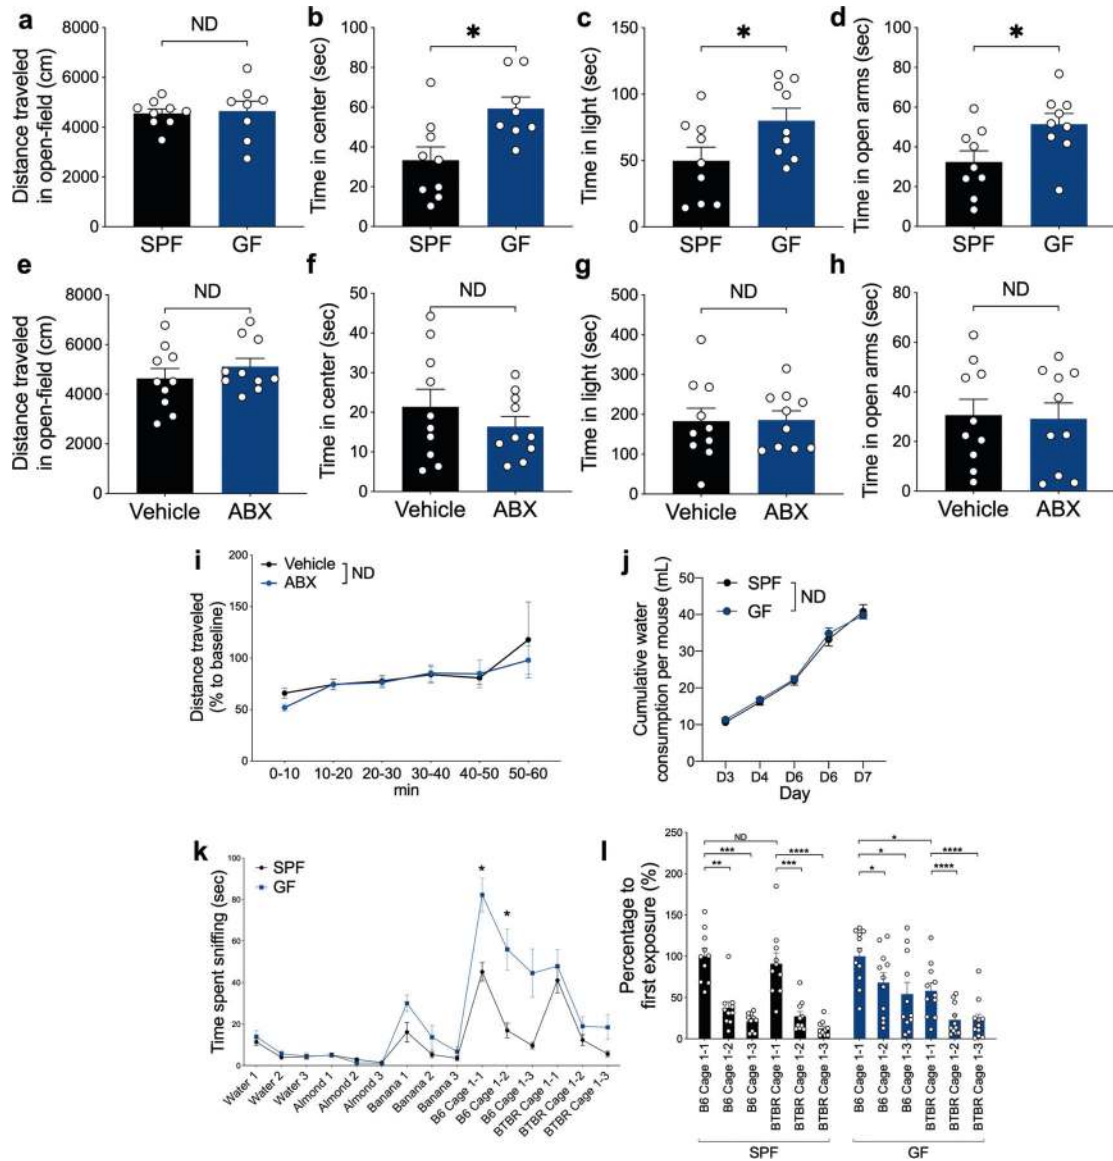 a
Distance traveled
in open-field (cm)
8000
6000
4000
2000
0
ND
SPF GF
b
Time in center (sec)
100
80
60
40
20
0
*
SPF GF
c
Time in light (sec)
150
100
50
0
*
SPF GF
d
Time in open arms (sec)
100
80
60
40
20
0
*
SPF GF
e
Distance traveled
in open-field (cm)
8000
6000
4000
2000
0
ND
Vehicle ABX
f
Time in center (sec)
50
40
30
20
10
0
ND
Vehicle ABX
g
Time in light (sec)
500
400
300
200
100
0
ND
Vehicle ABX
h
Time in open arms (sec)
80
60
40
20
0
ND
Vehicle ABX
i
Distance traveled
(% to baseline)
200
150
100
50
0
Vehicle
ABX
ND
0-10 10-20 20-30 30-40 40-50 50-60
min
j
Cumulative water
consumption per mouse (mL)
50
40
30
20
10
0
SPF
GF
ND
D3 D4 D6 D6 D7
Day
k
Time spent sniffing (sec)
100
80
60
40
20
0
SPF
GF
*
*
Water 1
Water 2
Water 3
Almond 1
Almond 2
Almond 3
Banana 1
Banana 2
Banana 3
B6 Cage 1-1
B6 Cage 1-2
B6 Cage 1-3
BTBR Cage 1-1
BTBR Cage 1-2
BTBR Cage 1-3
l
Percentage to
first exposure (%)
250
200
150
100
50
0
ND
***
**
****
***
*
*
*
****
****
B6 Cage 1-1
B6 Cage 1-2
B6 Cage 1-3
BTBR Cage 1-1
BTBR Cage 1-2
BTBR Cage 1-3
B6 Cage 1-1
B6 Cage 1-2
B6 Cage 1-3
BTBR Cage 1-1
BTBR Cage 1-2
BTBR Cage 1-3
SPF GF